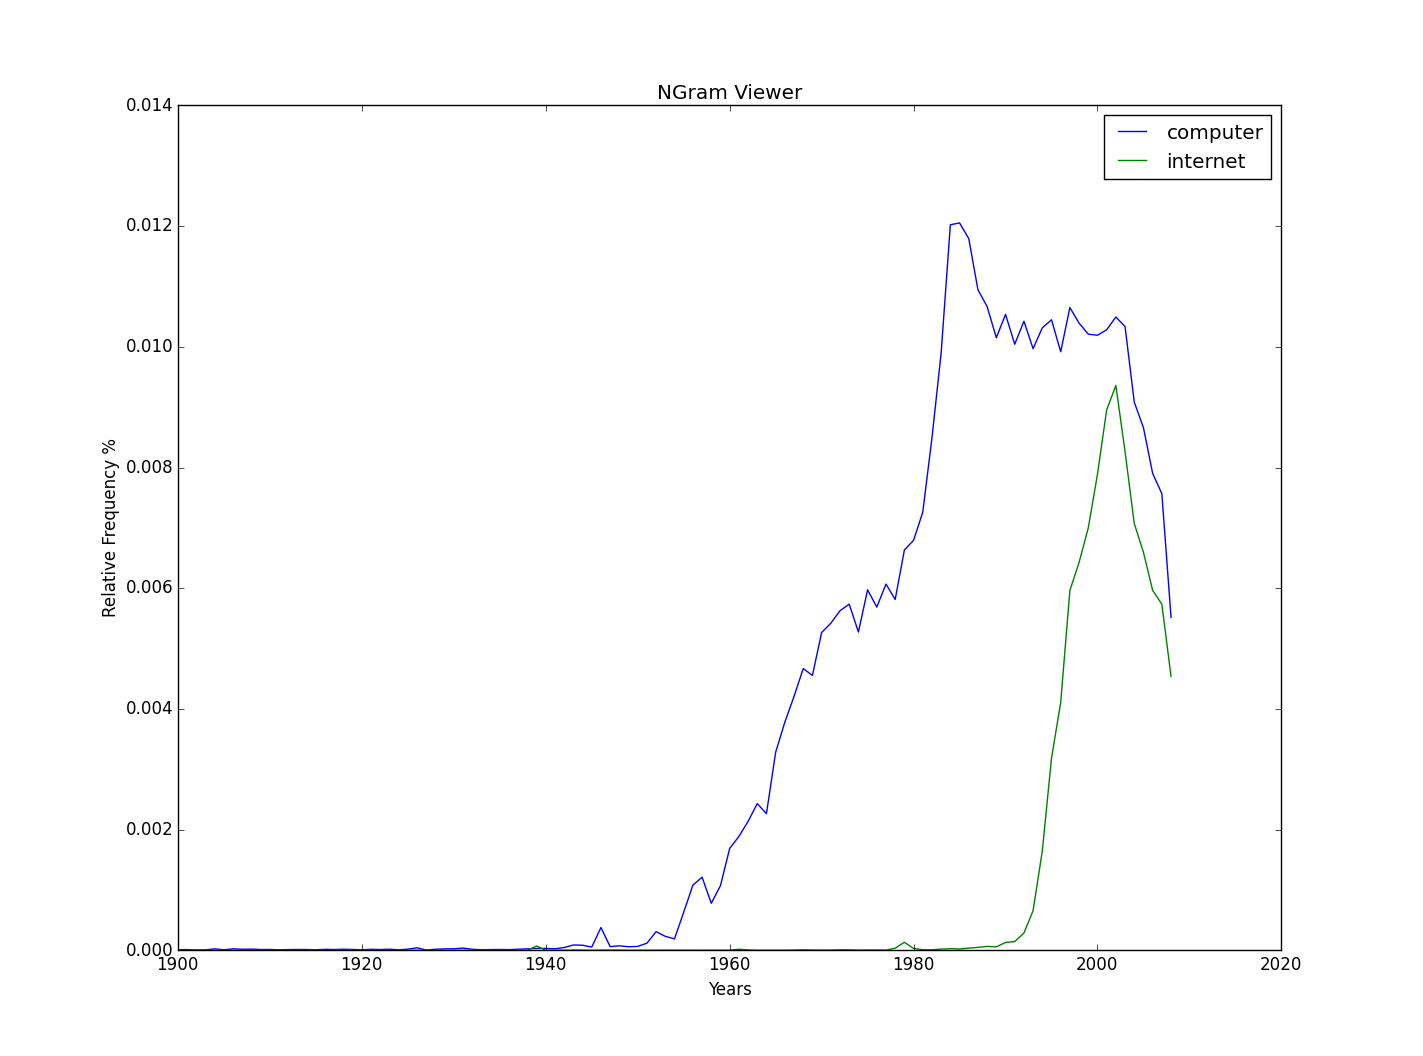 NGram Viewer
computer
internet
0.014
0.012
0.010
0.008
0.006
0.004
0.002
0.000
Relative Frequency %
1900 1920 1940 1960 1980 2000 2020
Years